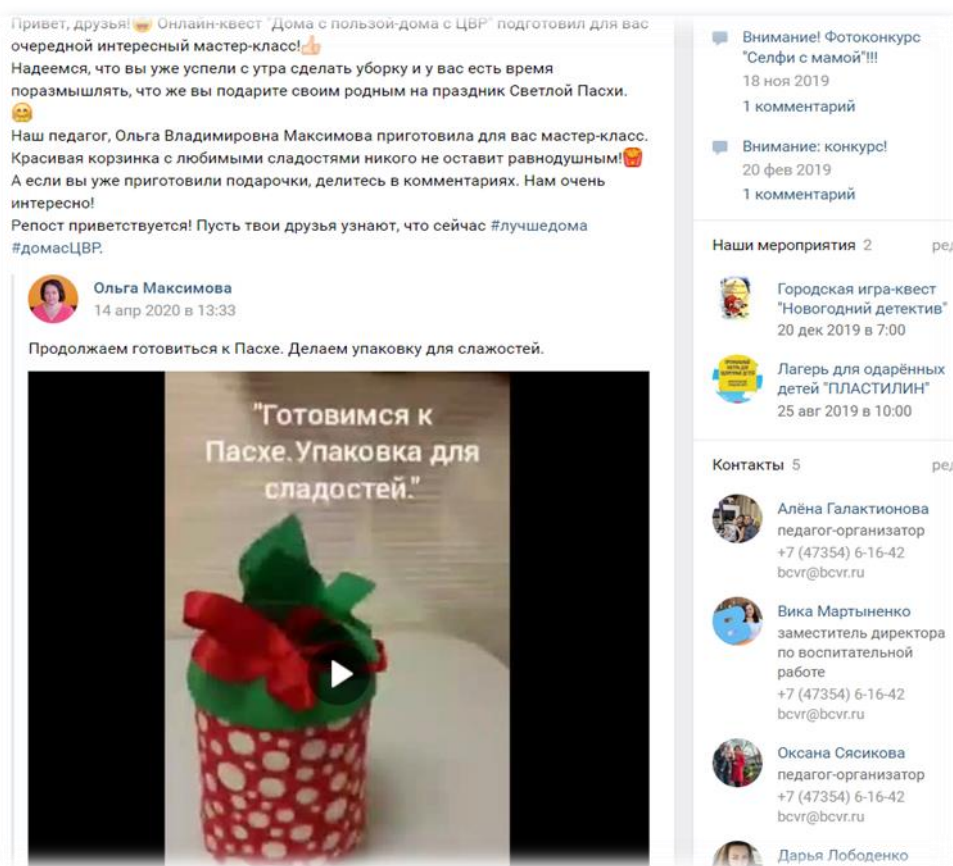 Привет, друзья! Онлайн-квест "Дома с пользой-дома с ЦВР" подготовил для вас
очередной интересный мастер-класс!
Надеемся, что вы уже успели с утра сделать уборку и у вас есть время
поразмышлять, что же вы подарите своим родным на праздник Светлой Пасхи.
Наш педагог, Ольга Владимировна Максимова приготовила для вас мастер-класс.
Красивая корзинка с любимыми сладостями никого не оставит равнодушным!
А если вы уже приготовили подарочки, делитесь в комментариях. Нам очень
интересно!
Репост приветствуется! Пусть твои друзья узнают, что сейчас #лучшедома
#домасЦВР.
Ольга Максимова
14 апр 2020 в 13:33
Продолжаем готовиться к Пасхе. Делаем упаковку для слажостей.
"Готовимся к
Пасхе.Упаковка для
сладостей."
Внимание! Фотоконкурс
"Селфи с мамой"!!!
18 ноя 2019
1 комментарий
Внимание: конкурс!
20 фев 2019
1 комментарий
Наши мероприятия 2 ред
Городская игра-квест
"Новогодний детектив"
20 дек 2019 в 7:00
Лагерь для одарённых
детей "ПЛАСТИЛИН"
25 авг 2019 в 10:00
Контакты 5 ред
Алёна Галактионова
педагог-организатор
+7 (47354) 6-16-42
bcvr@bcvr.ru
Вика Мартыненко
заместитель директора
по воспитательной
работе
+7 (47354) 6-16-42
bcvr@bcvr.ru
Оксана Сясикова
педагог-организатор
+7 (47354) 6-16-42
bcvr@bcvr.ru
Дарья Лободенко